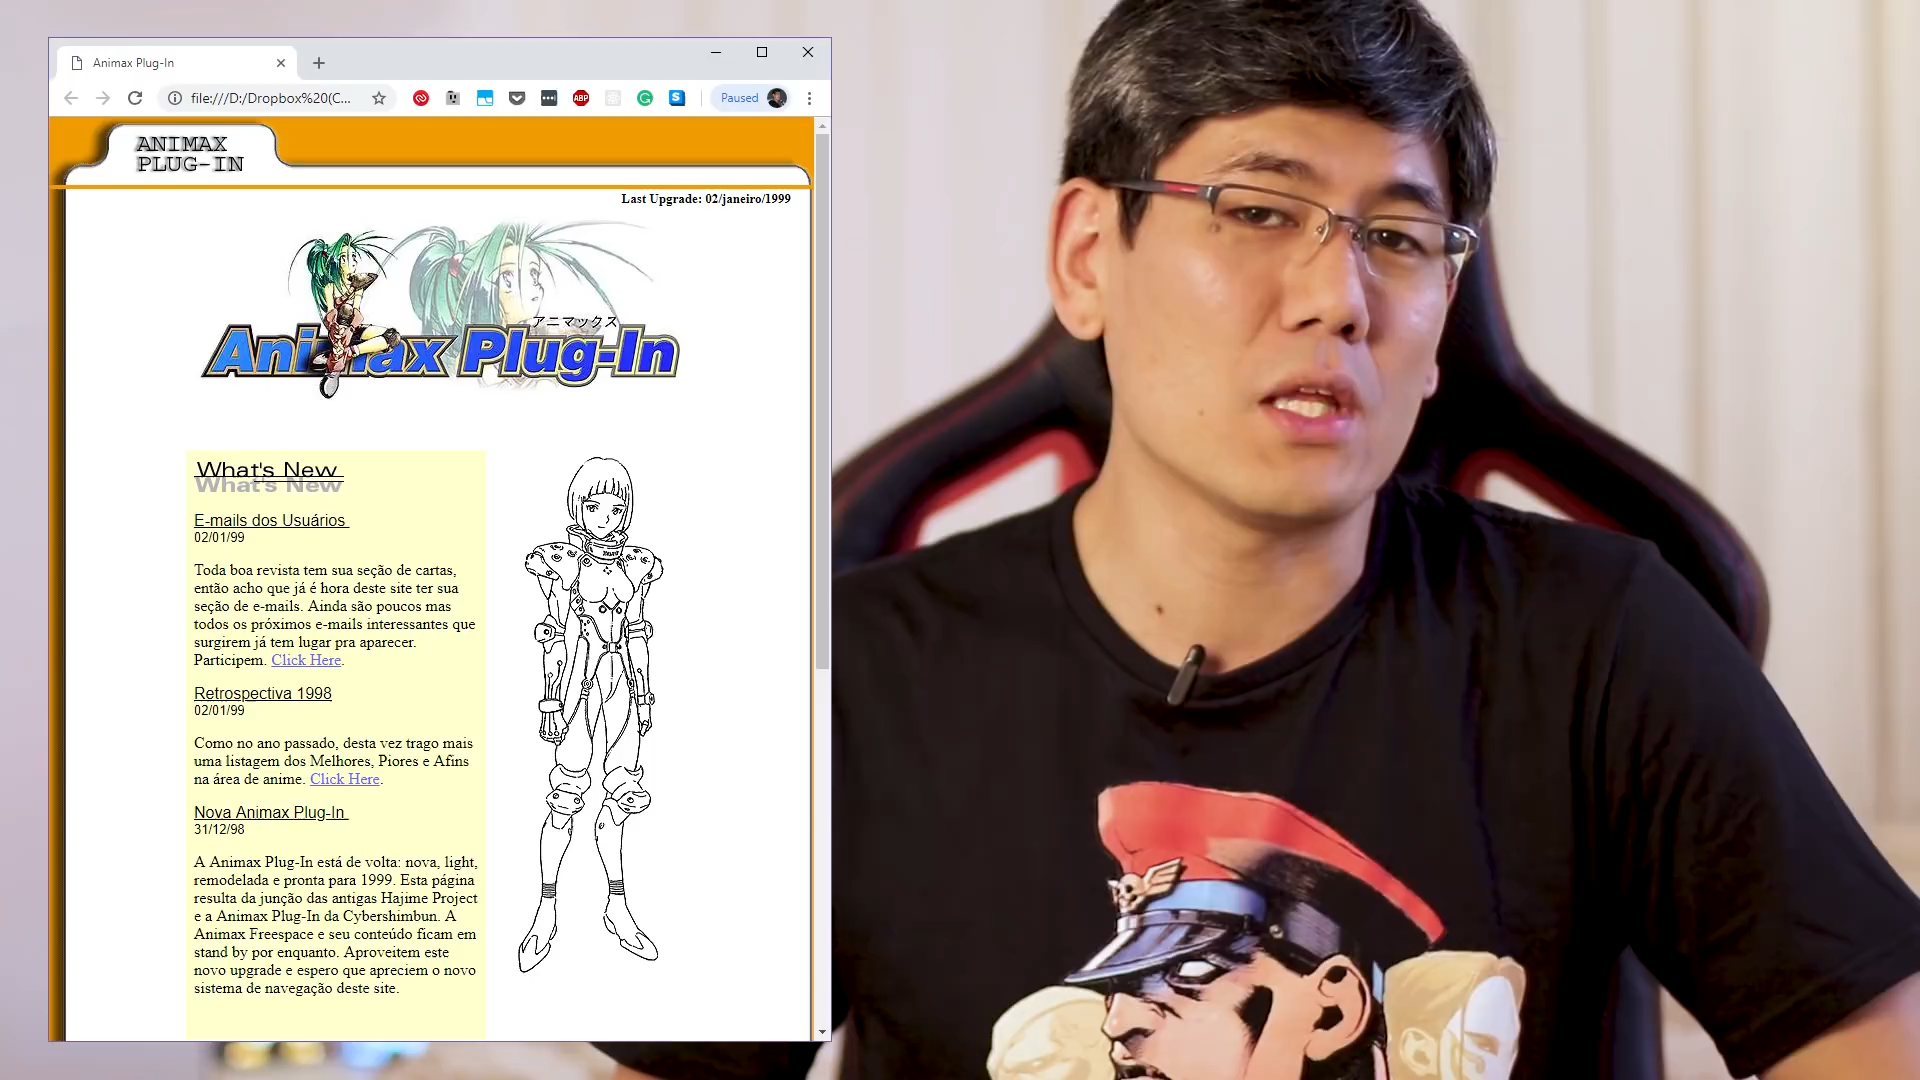 Animax Plug-In
file:///D:/Dropbox%20(C...
ABP
Paused
ANIMAX
PLUG-IN
Last Upgrade: 02/janeiro/1999
アニマックス
Animax Plug-In
What's New
What's New
E-mails dos Usuários
02/01/99
Toda boa revista tem sua seção de cartas,
então acho que já é hora deste site ter sua
seção de e-mails. Ainda são poucos mas
todos os próximos e-mails interessantes que
surgirem já tem lugar pra aparecer.
Participem. Click Here.
Retrospectiva 1998
02/01/99
Como no ano passado, desta vez trago mais
uma listagem dos Melhores, Piores e Afins
na área de anime. Click Here.
Nova Animax Plug-In
31/12/98
A Animax Plug-In está de volta: nova, light,
remodelada e pronta para 1999. Esta página
resulta da junção das antigas Hajime Project
e a Animax Plug-In da Cybershimbun. A
Animax Freespace e seu conteúdo ficam em
stand by por enquanto. Aproveitem este
novo upgrade e espero que apreciem o novo
sistema de navegação deste site.